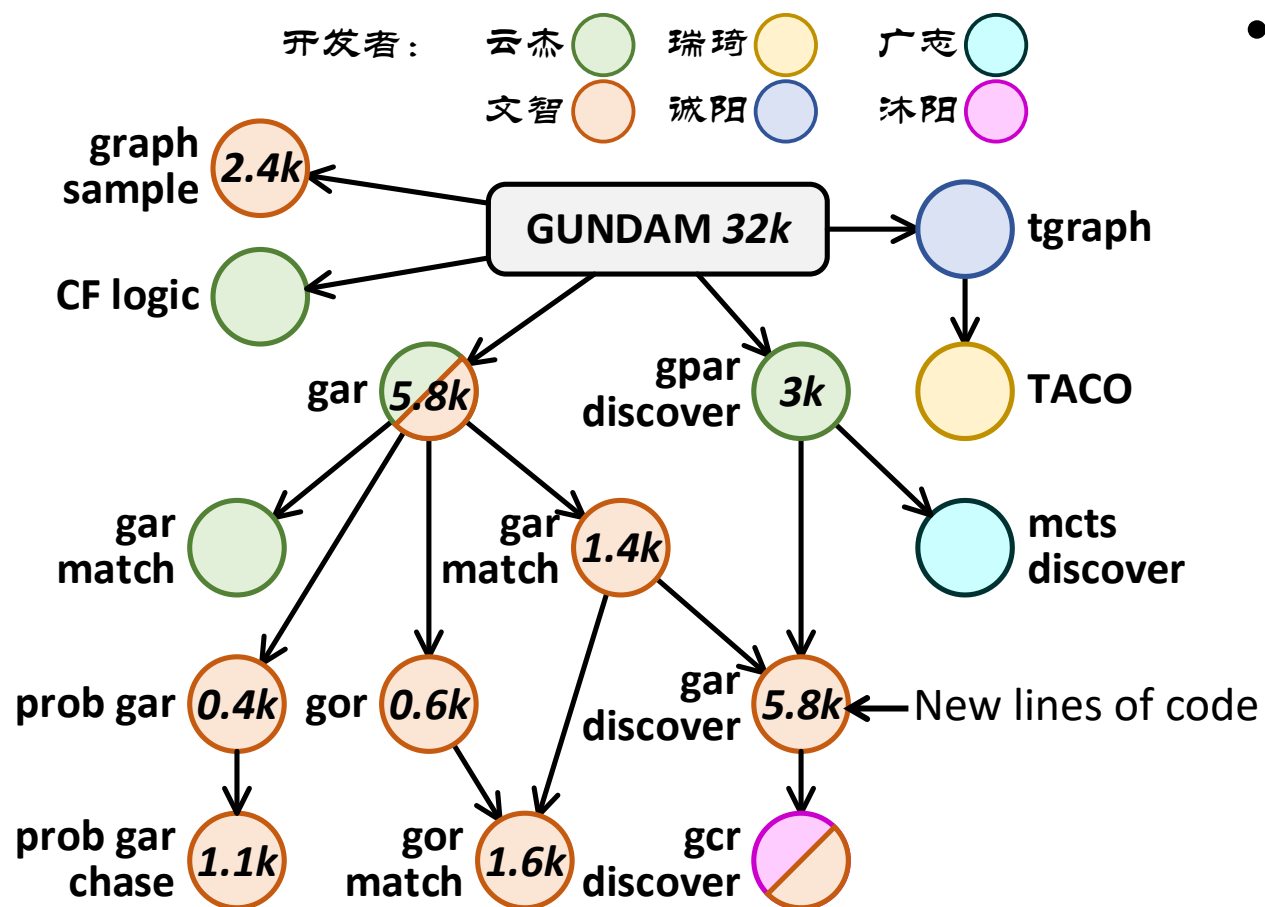 开发者: 云杰 瑞琦 广志
文智 诚阳 沐阳
graph
sample
2.4k
GUNDAM 32k
tgraph
CF logic
gar
5.8k
gpar
discover
3k
TACO
gar
match
gar
match
1.4k
mcts
discover
prob gar
0.4k
gor
0.6k
gar
discover
5.8k
New lines of code
prob gar
chase
1.1k
gor
match
1.6k
gcr
discover